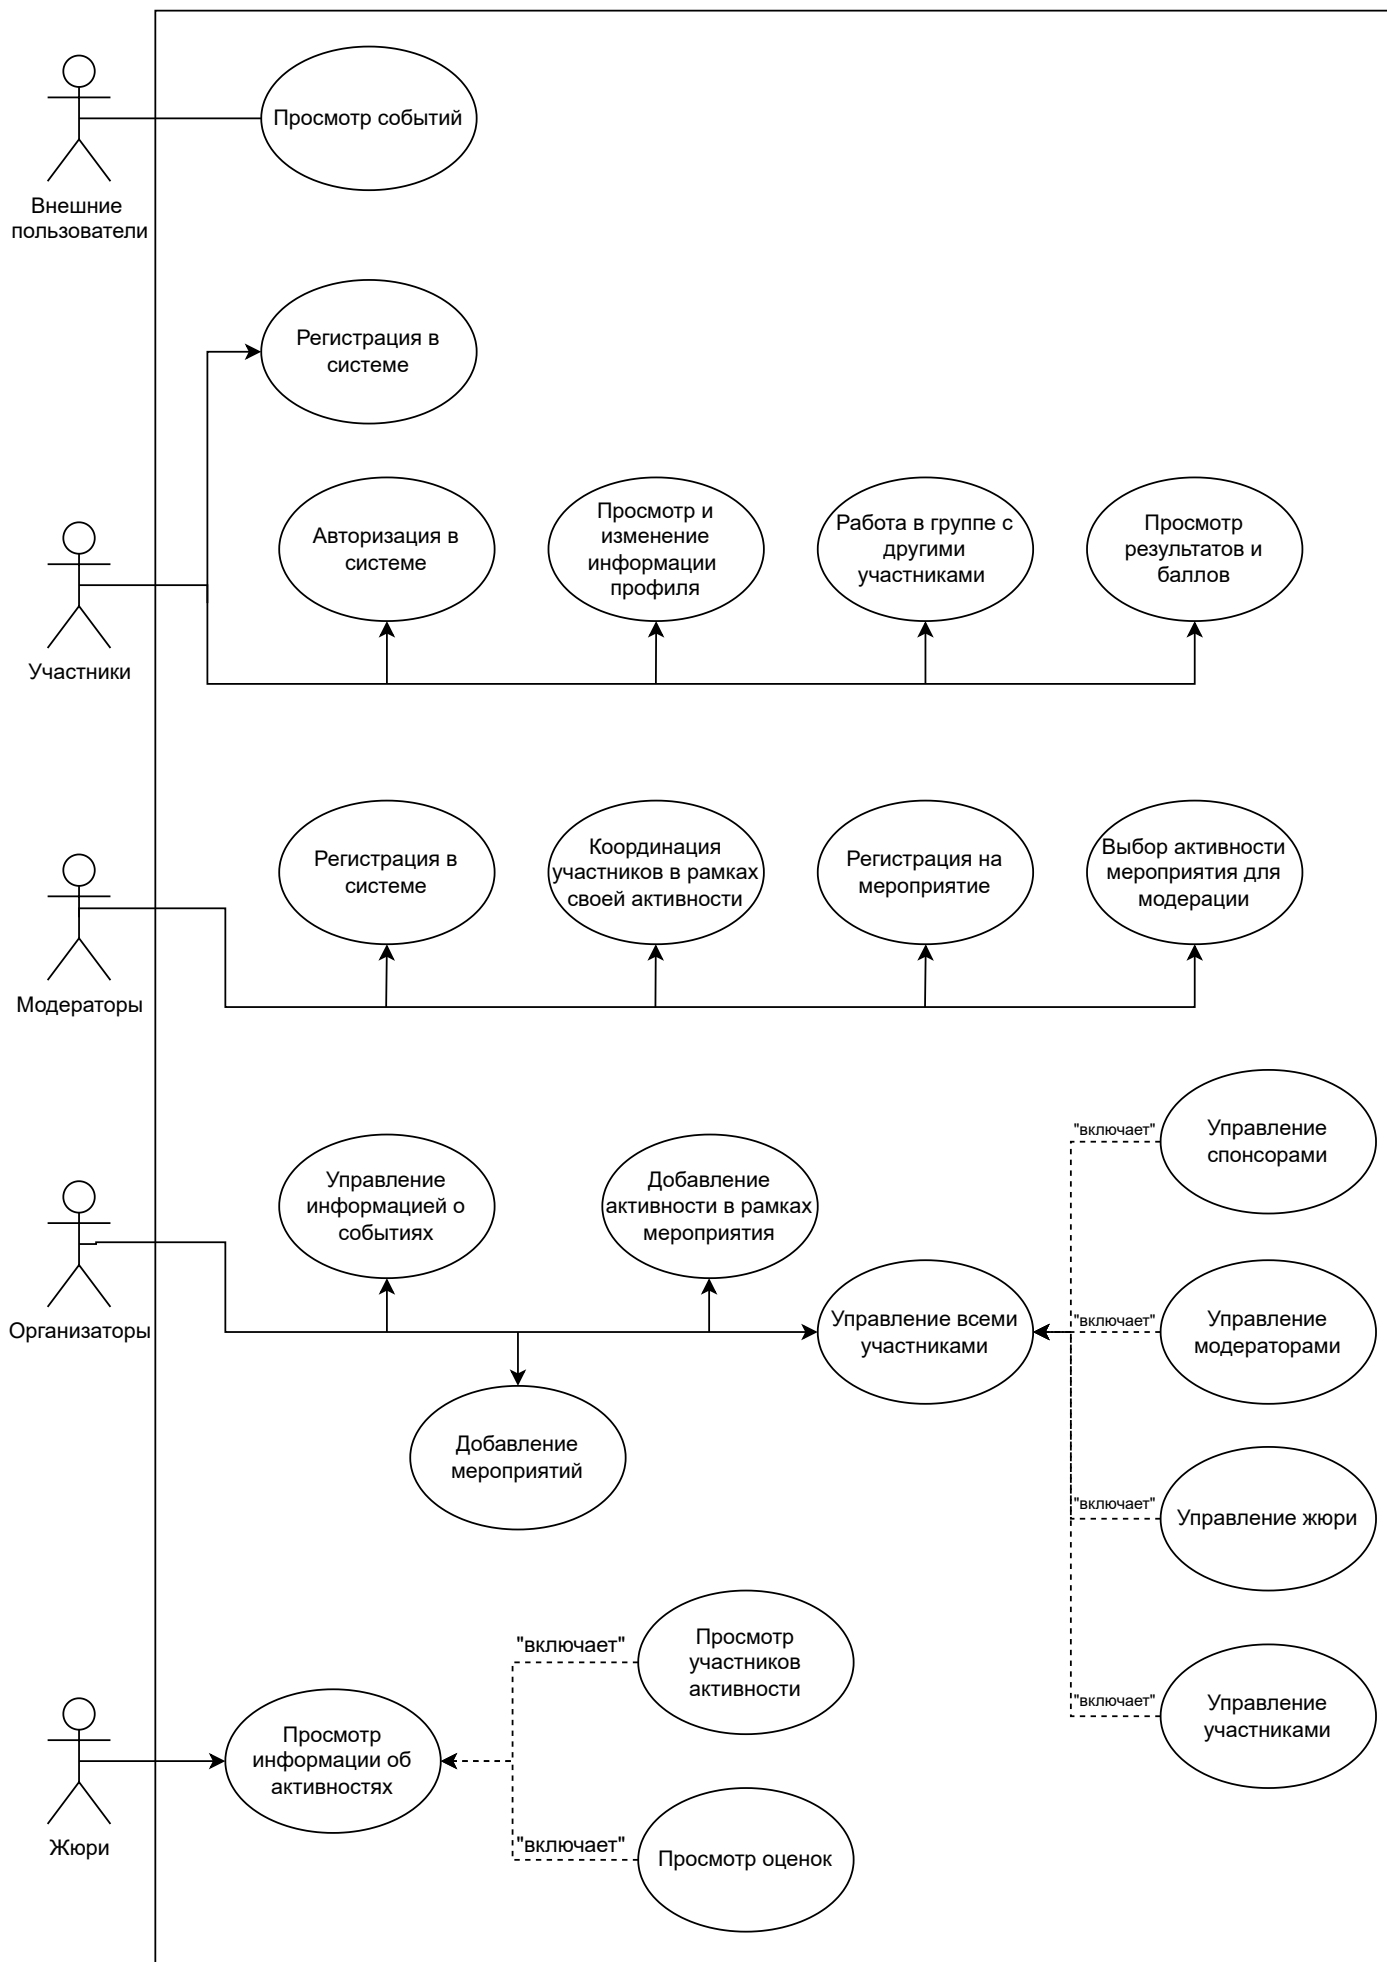 Просмотр событий
Внешние
пользователи
Регистрация в
системе
Авторизация в
системе
Просмотр и
изменение
информации
профиля
Работа в группе с
другими
участниками
Просмотр
результатов и
баллов
Участники
Регистрация в
системе
Координация
участников в рамках
своей активности
Регистрация на
мероприятие
Выбор активности
мероприятия для
модерации
Модераторы
"включает"
Управление
спонсорами
Управление
информацией о
событиях
Добавление
активности в рамках
мероприятия
Организаторы
Управление всеми
участниками
"включает"
Управление
модераторами
Добавление
мероприятий
"включает"
Управление жюри
"включает"
Просмотр
участников
активности
"включает"
Управление
участниками
Просмотр
информации об
активностях
Жюри
"включает"
Просмотр оценок